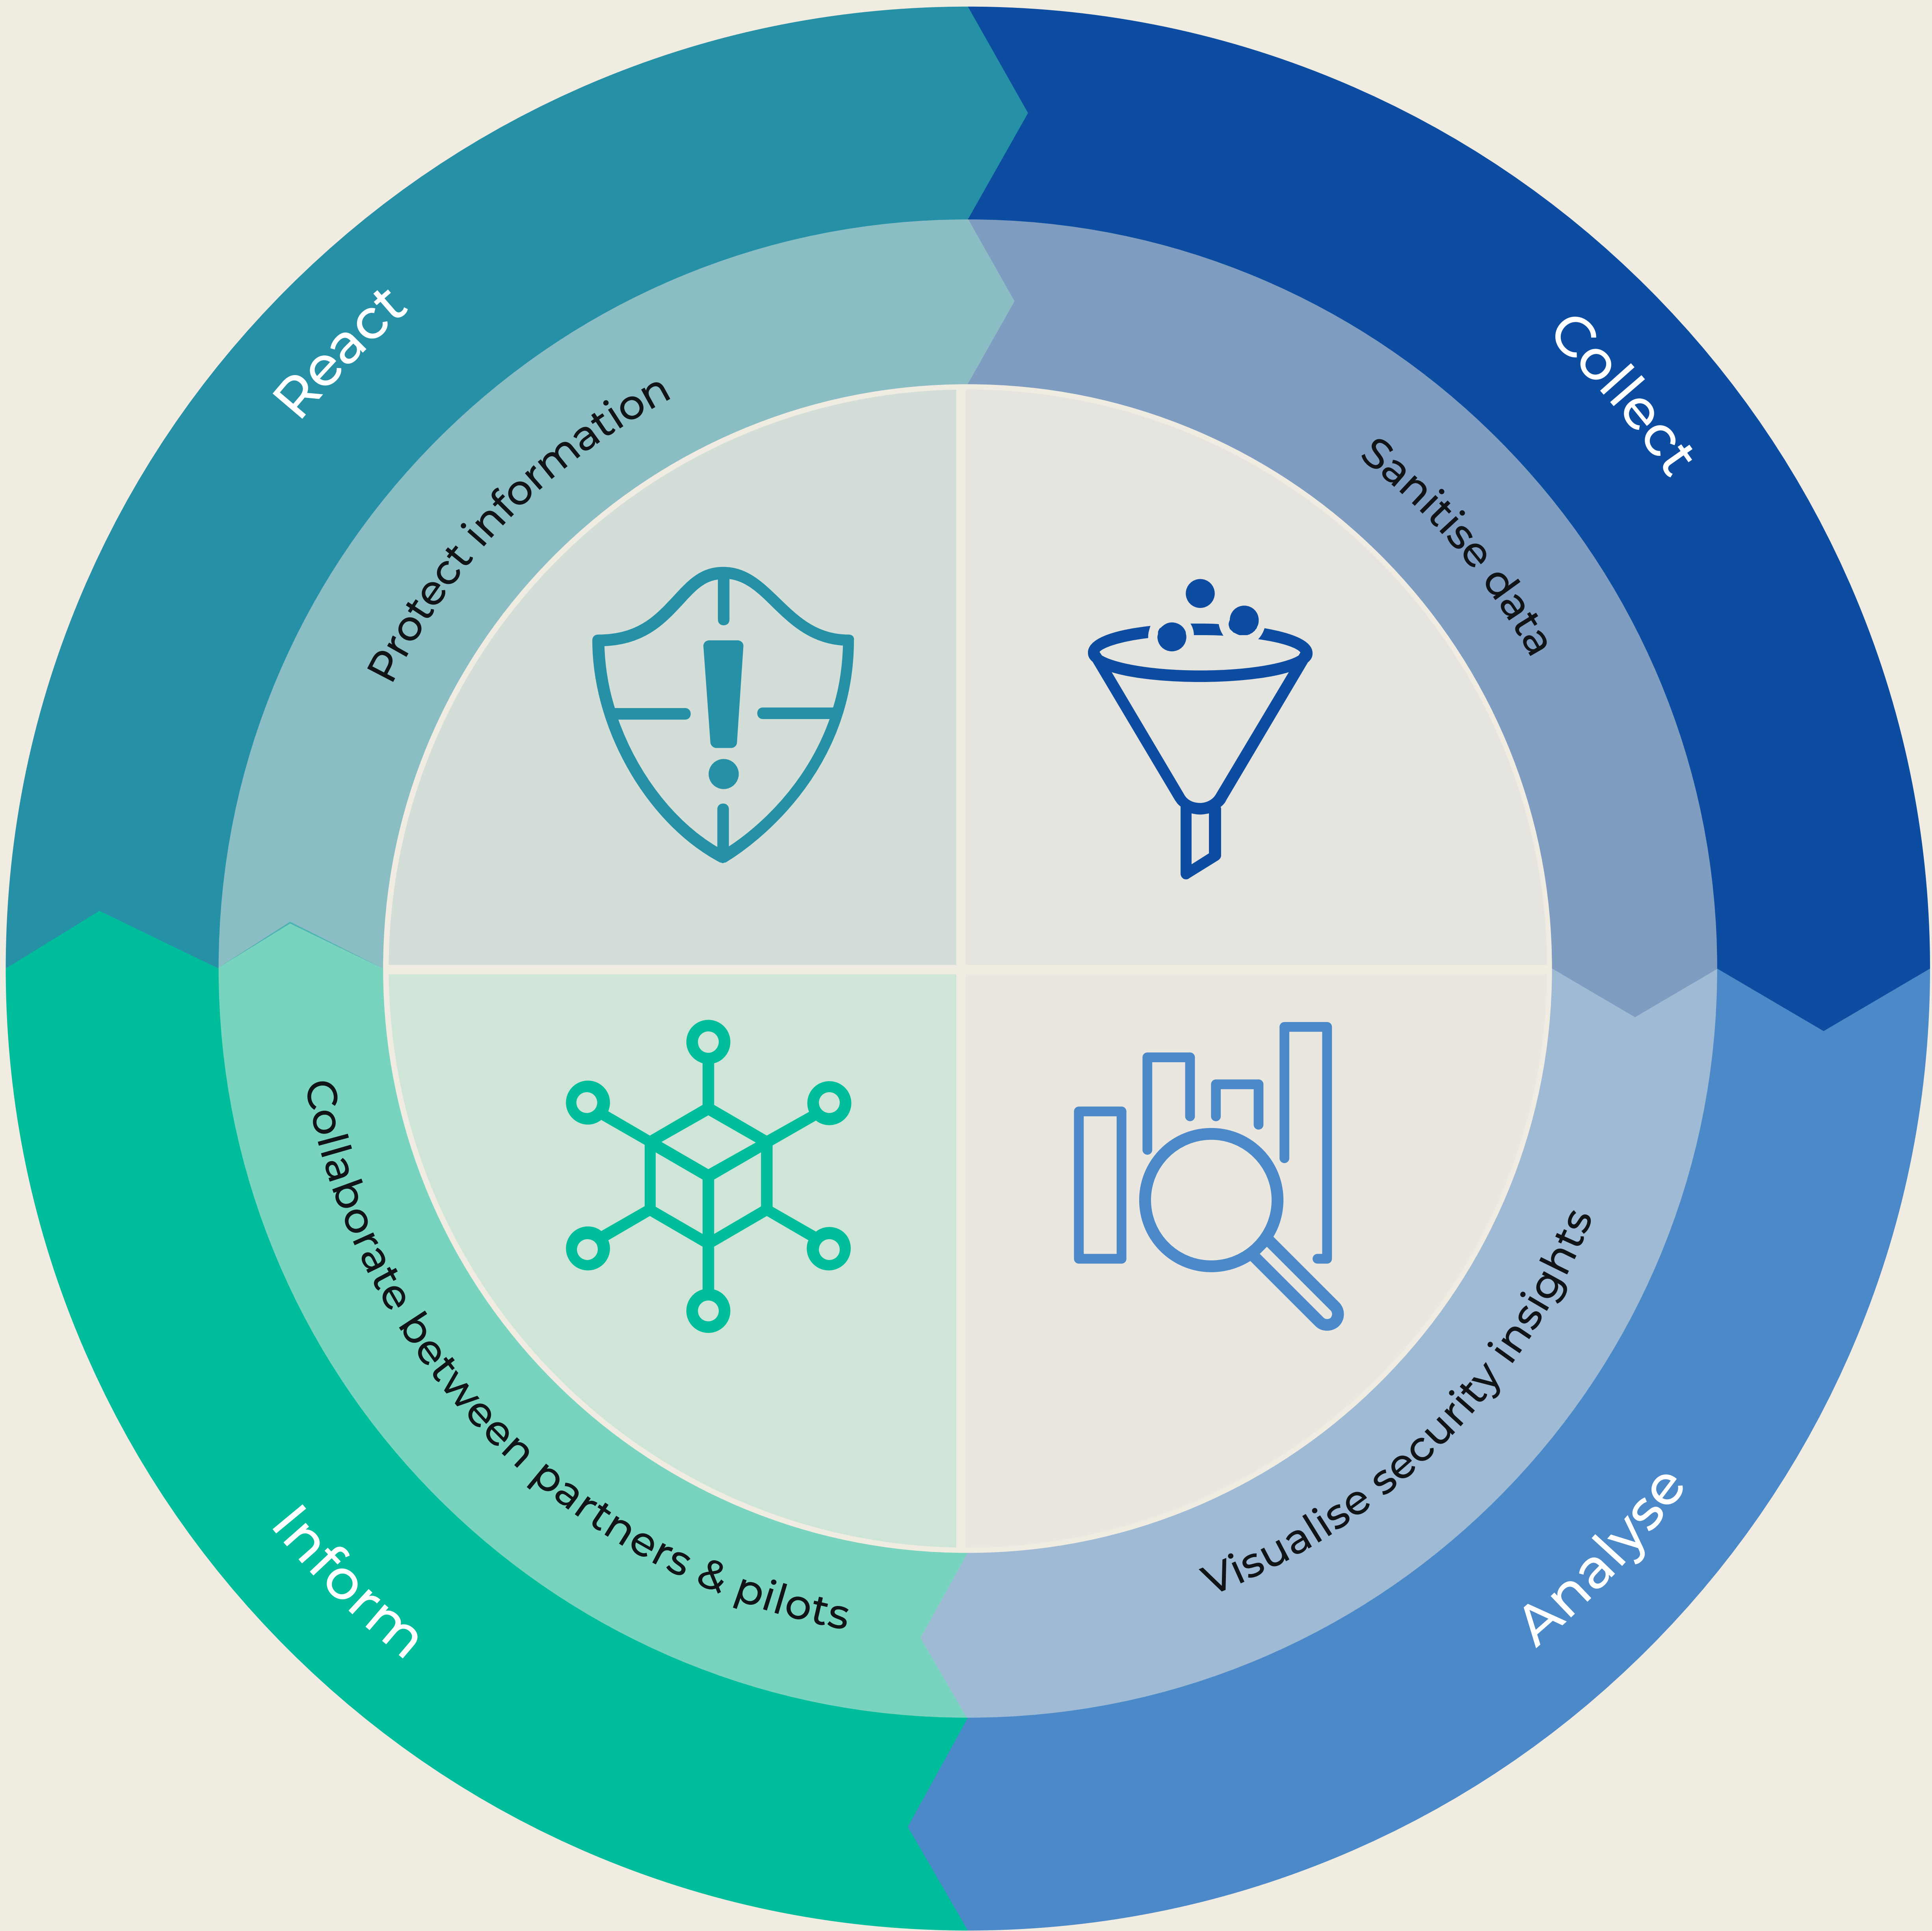 React
Protect information
Collect
Sanitise data
Analyse
Visualise security insights
Inform
Collaborate between partners & pilots